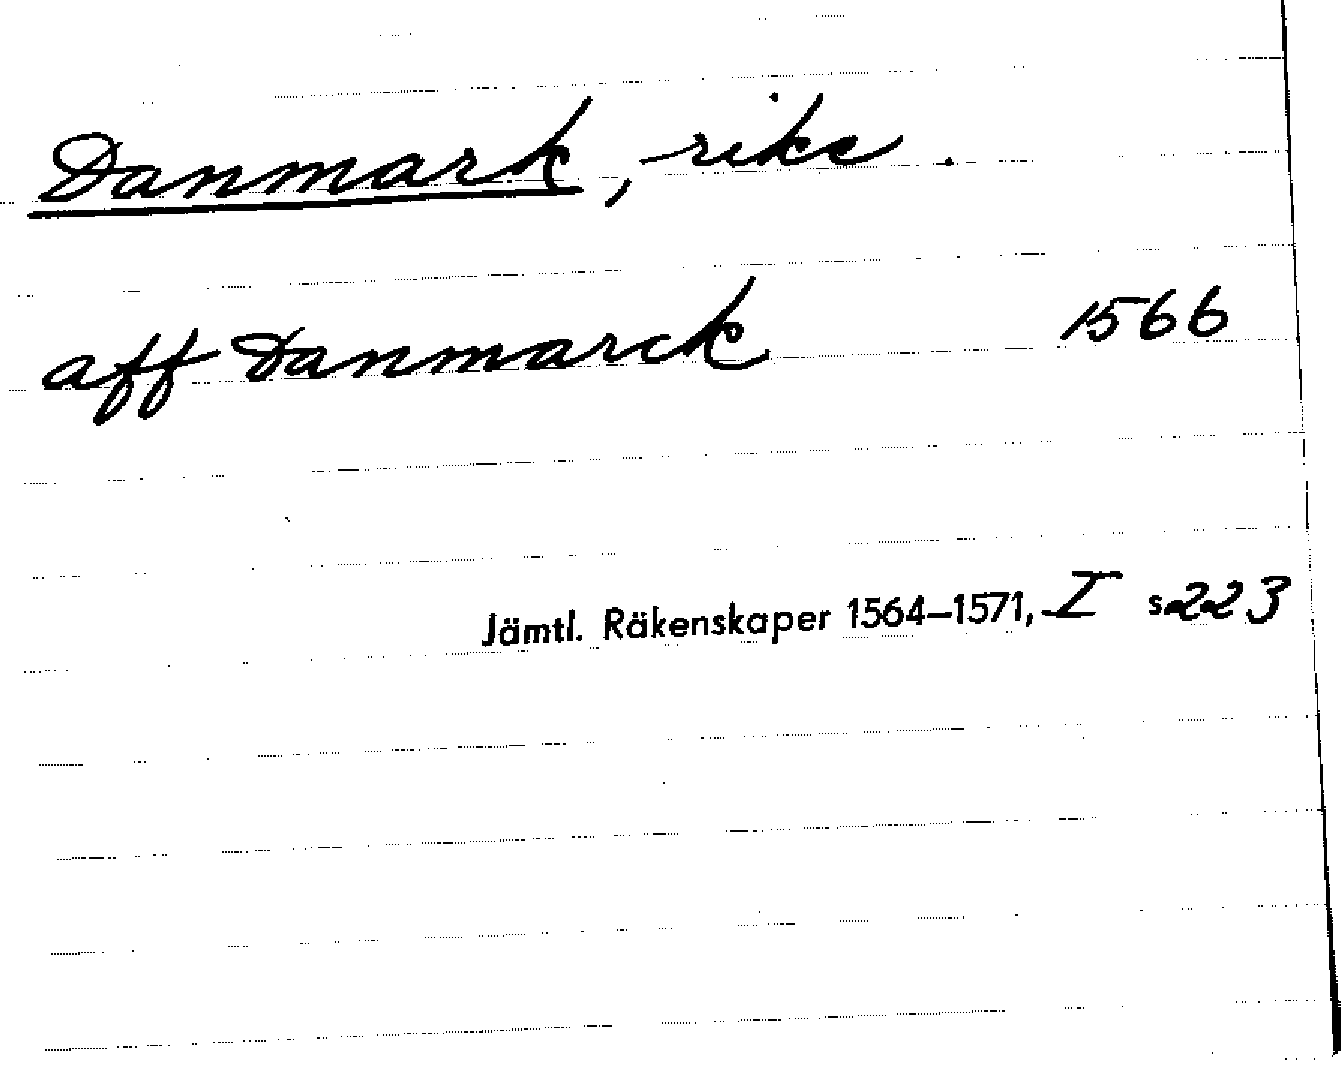 Danmark, rike.
aff Danmarck 1566
Jämtl. Räkenskaper 1564–1571, I s 223